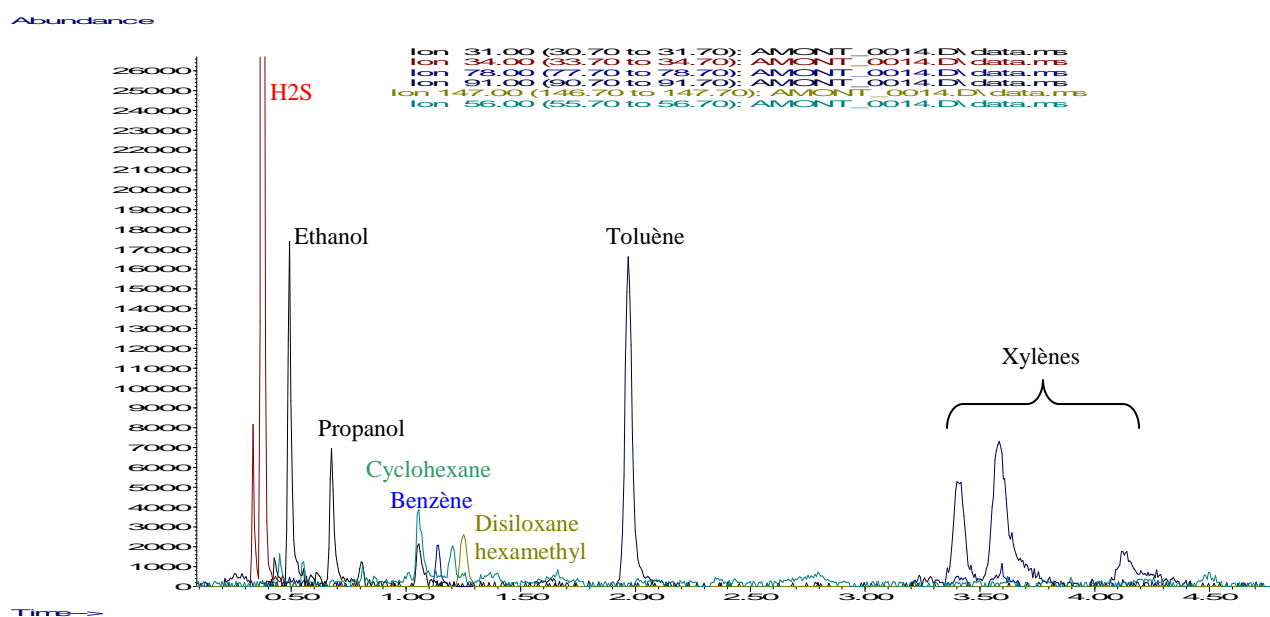 Abundance
Ion 31.00 (30.70 to 31.70): AMONT_0014.D\data.ms
Ion 34.00 (33.70 to 34.70): AMONT_0014.D\data.ms
Ion 78.00 (77.70 to 78.70): AMONT_0014.D\data.ms
Ion 91.00 (90.70 to 91.70): AMONT_0014.D\data.ms
Ion 147.00 (146.70 to 147.70): AMONT_0014.D\data.ms
Ion 56.00 (55.70 to 56.70): AMONT_0014.D\data.ms
26000
25000
24000
23000
22000
21000
20000
19000
18000
17000
16000
15000
14000
13000
12000
11000
10000
9000
8000
7000
6000
5000
4000
3000
2000
1000
0
H2S
Ethanol
Toluène
Xylènes
Propanol
Cyclohexane
Benzène
Disiloxane
hexamethyl
0.50 1.00 1.50 2.00 2.50 3.00 3.50 4.00 4.50
Time-->